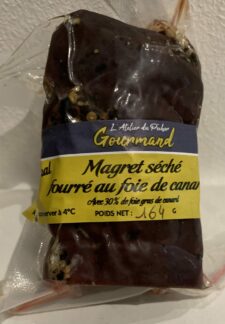 L'Atelier du Pador
Gourmand
Magret séché
fourré au foie de canar
Avec 30% de foie gras de canard
server à 4°C
POIDS NET : 164 G